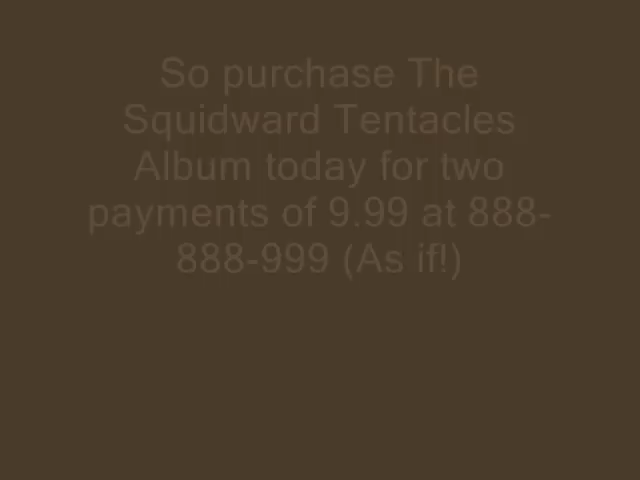 So purchase The
Squidward Tentacles
Album today for two
payments of 9.99 at 888-
888-999 (As if!)